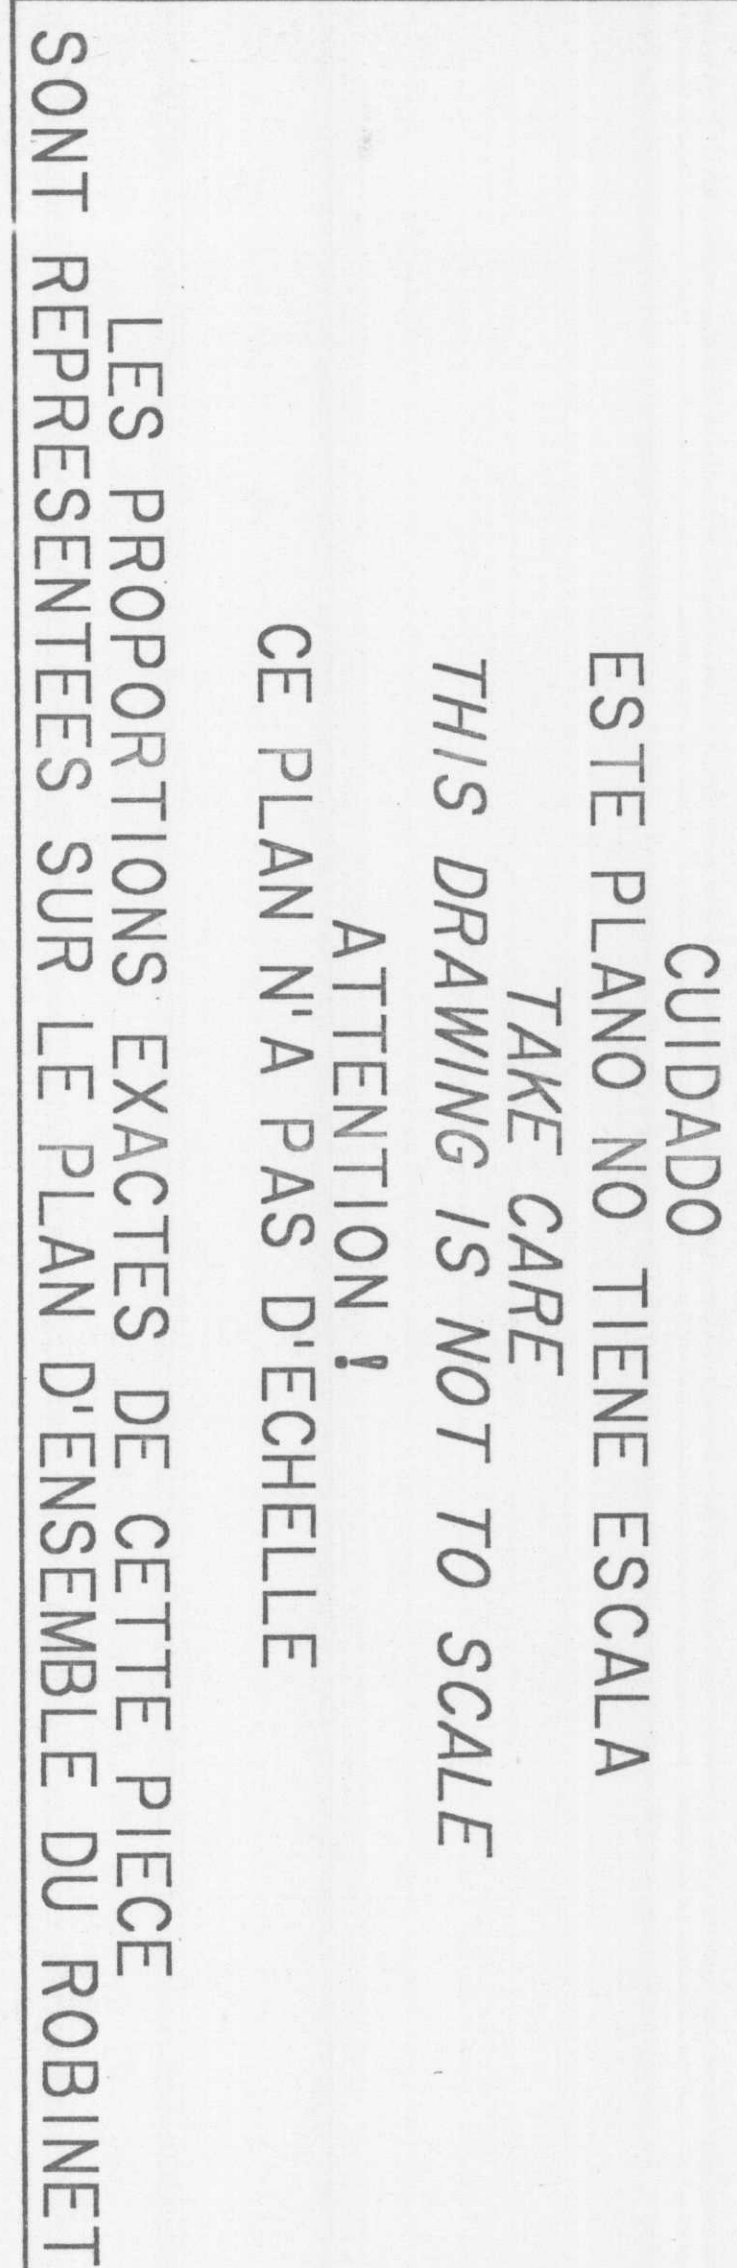 CUIDADO
ESTE PLANO NO TIENE ESCALA
TAKE CARE
THIS DRAWING IS NOT TO SCALE
ATTENTION !
CE PLAN N'A PAS D'ECHELLE
LES PROPORTIONS EXACTES DE CETTE PIECE
SONT REPRESENTEES SUR LE PLAN D'ENSEMBLE DU ROBINET